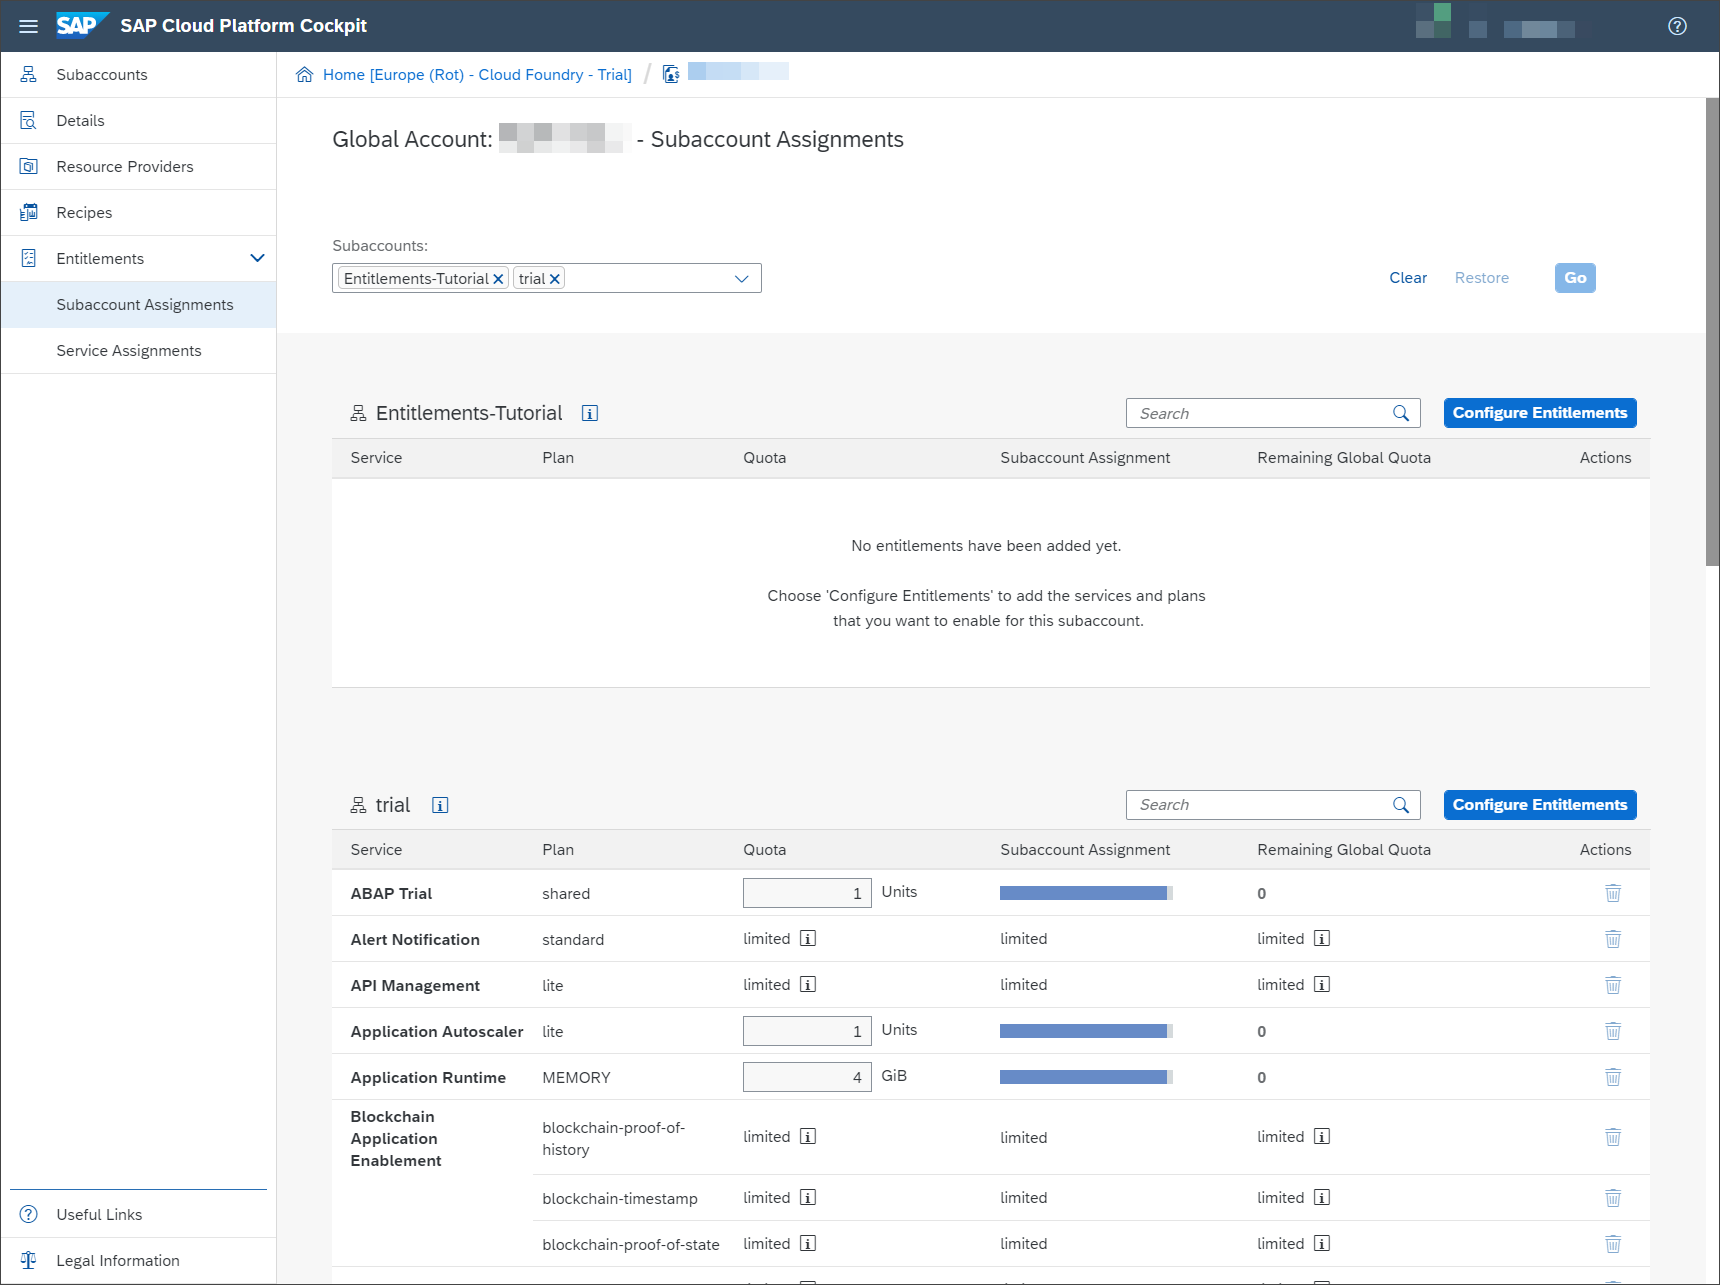 SAP SAP Cloud Platform Cockpit
Subaccounts
Details
Resource Providers
Recipes
Entitlements
Subaccount Assignments
Service Assignments
Useful Links
Legal Information
Home [Europe (Rot) - Cloud Foundry - Trial] /
Global Account: - Subaccount Assignments
Subaccounts:
Entitlements-Tutorial trial
Clear Restore Go
Entitlements-Tutorial Search Configure Entitlements
Service Plan Quota Subaccount Assignment Remaining Global Quota Actions
No entitlements have been added yet.
Choose 'Configure Entitlements' to add the services and plans
that you want to enable for this subaccount.
trial Search Configure Entitlements
Service Plan Quota Subaccount Assignment Remaining Global Quota Actions
ABAP Trial shared 1 Units 0
Alert Notification standard limited limited limited
API Management lite limited limited limited
Application Autoscaler lite 1 Units 0
Application Runtime MEMORY 4 GiB 0
Blockchain
Application
Enablement
blockchain-proof-of-
history
limited limited limited
blockchain-timestamp limited limited limited
blockchain-proof-of-state limited limited limited